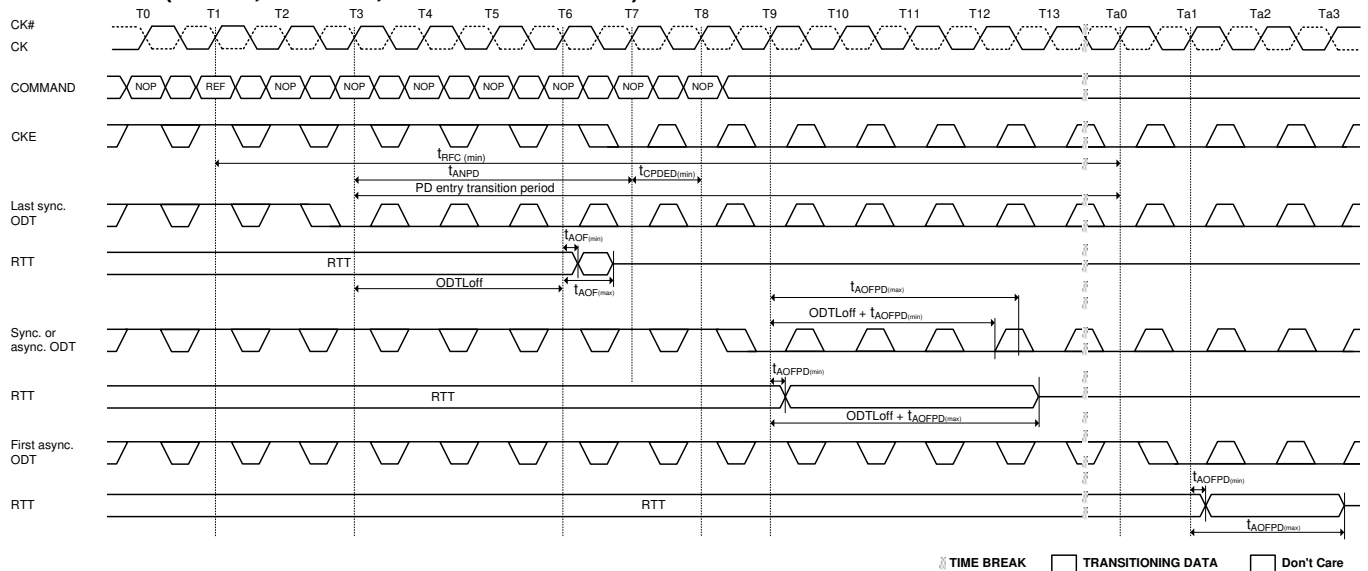 T0 T1 T2 T3 T4 T5 T6 T7 T8 T9 T10 T11 T12 T13 Ta0 Ta1 Ta2 Ta3
CK#
CK
COMMAND NOP REF NOP NOP NOP NOP NOP NOP NOP
CKE
tRFC (min)
tANPD tCPDED(min)
PD entry transition period
Last sync.
ODT
tAOF(min)
RTT RTT
ODTLoff tAOF(max)
tAOFPD(max)
ODTLoff + tAOFPD(min)
Sync. or
async. ODT
tAOFPD(min)
RTT RTT
ODTLoff + tAOFPD(max)
First async.
ODT
tAOFPD(min)
RTT RTT
tAOFPD(max)
TIME BREAK TRANSITIONING DATA Don't Care